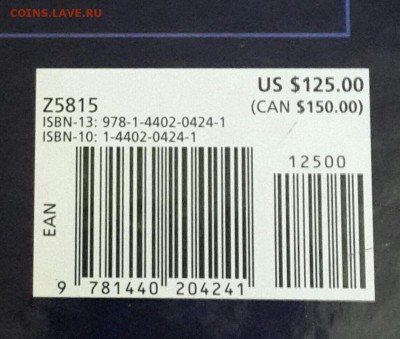 COINS.LAVE.RU
US $125.00
Z5815
(CAN $150.00)
ISBN-13: 978-1-4402-0424-1
ISBN-10: 1-4402-0424-1
12500
EAN
9 781440 204241